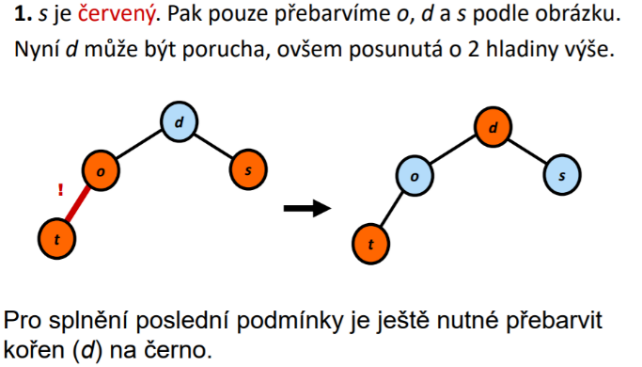 1. s je červený. Pak pouze přebarvíme o, d a s podle obrázku.
Nyní d může být porucha, ovšem posunutá o 2 hladiny výše.
d
o
s
!
t
d
o
s
t
Pro splnění poslední podmínky je ještě nutné přebarvit
kořen (d) na černo.